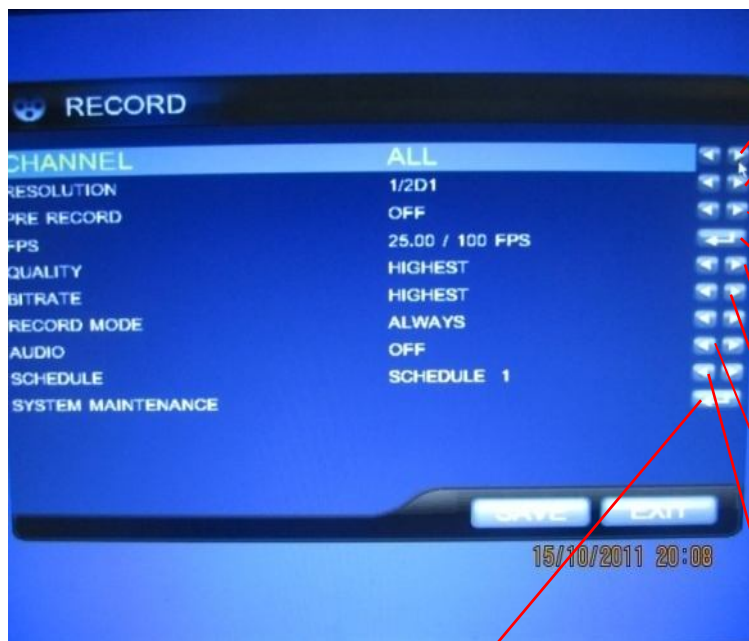 RECORD
CHANNEL ALL
RESOLUTION 1/2D1
PRE RECORD OFF
FPS 25.00 / 100 FPS
QUALITY HIGHEST
BITRATE HIGHEST
RECORD MODE ALWAYS
AUDIO OFF
SCHEDULE SCHEDULE 1
SYSTEM MAINTENANCE
SAVE EXIT
15/10/2011 20:08